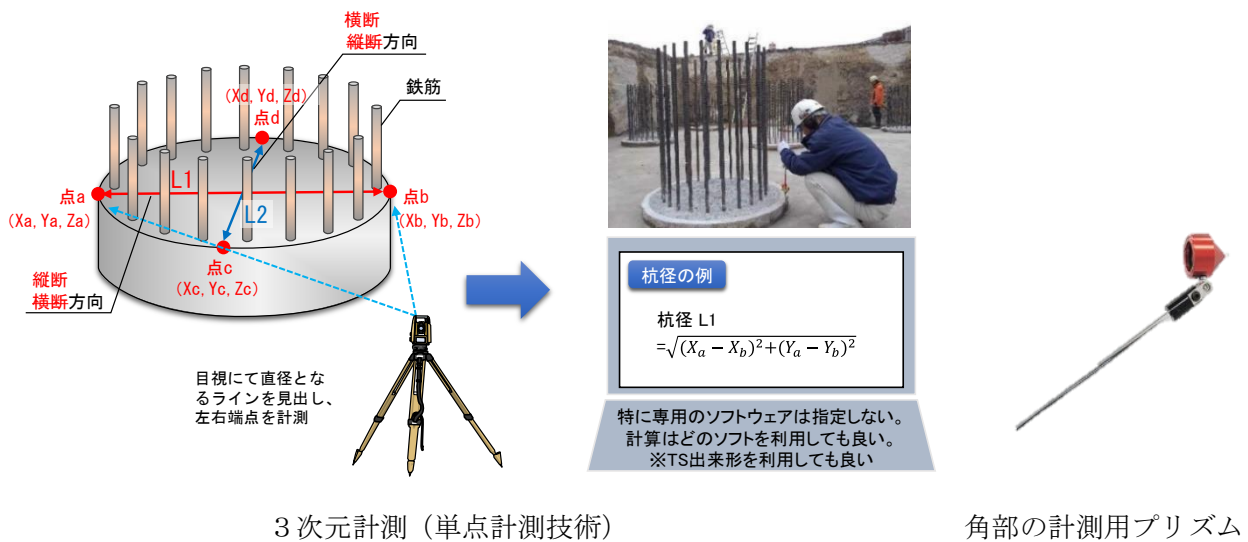 横断
縦断方向
鉄筋
(Xd, Yd, Zd)
点d
L1
点a
(Xa, Ya, Za)
点b
(Xb, Yb, Zb)
L2
点c
(Xc, Yc, Zc)
縦断
横断方向
目視にて直径とな
るラインを見出し、
左右端点を計測
杭径の例
杭径 L1
=√(X_a − X_b)²+(Y_a − Y_b)²
特に専用のソフトウェアは指定しない。
計算はどのソフトを利用しても良い。
※TS出来形を利用しても良い
３次元計測（単点計測技術）
角部の計測用プリズム